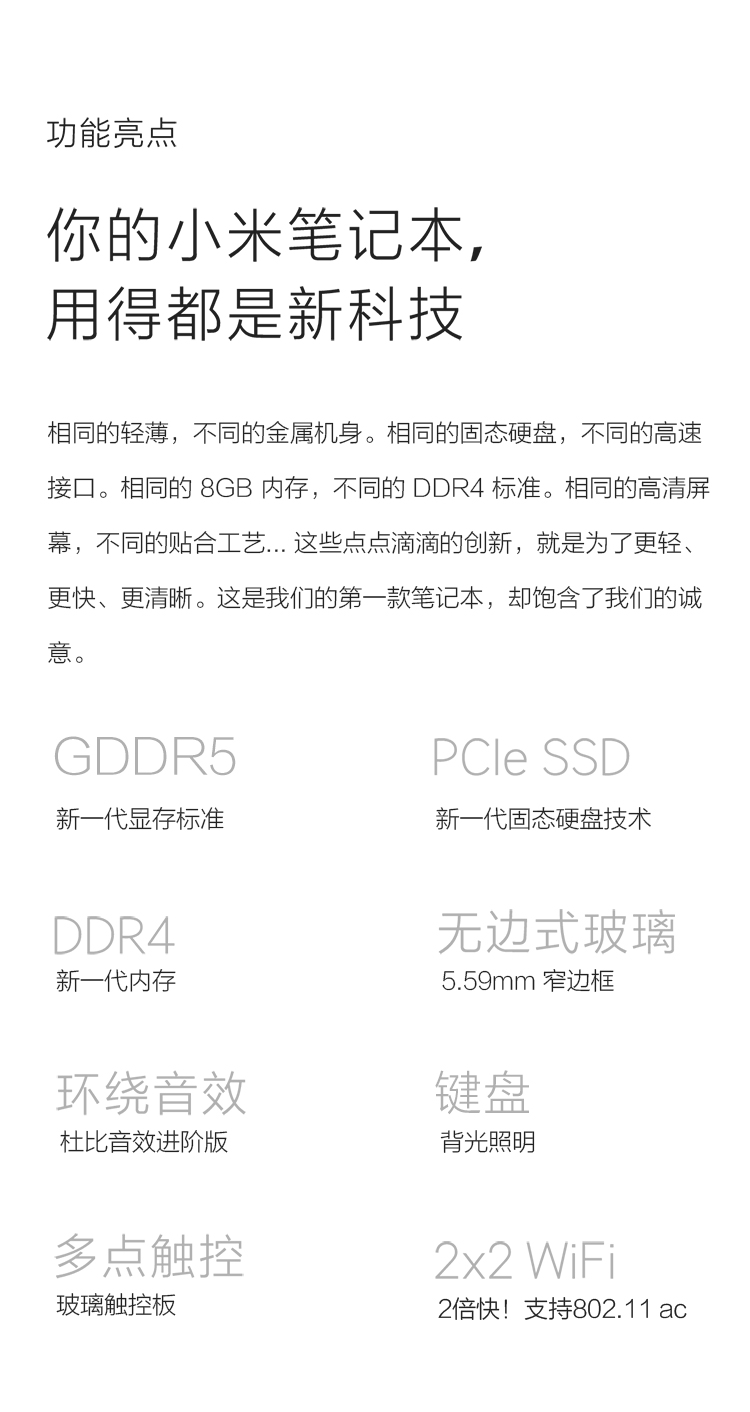 功能亮点
你的小米笔记本,
用得都是新科技
相同的轻薄，不同的金属机身。相同的固态硬盘，不同的高速
接口。相同的 8GB 内存，不同的 DDR4 标准。相同的高清屏
幕，不同的贴合工艺... 这些点点滴滴的创新，就是为了更轻、
更快、更清晰。这是我们的第一款笔记本，却饱含了我们的诚
意。
GDDR5
新一代显存标准
PCIe SSD
新一代固态硬盘技术
DDR4
新一代内存
无边式玻璃
5.59mm 窄边框
环绕音效
杜比音效进阶版
键盘
背光照明
多点触控
玻璃触控板
2x2 WiFi
2倍快！支持802.11 ac